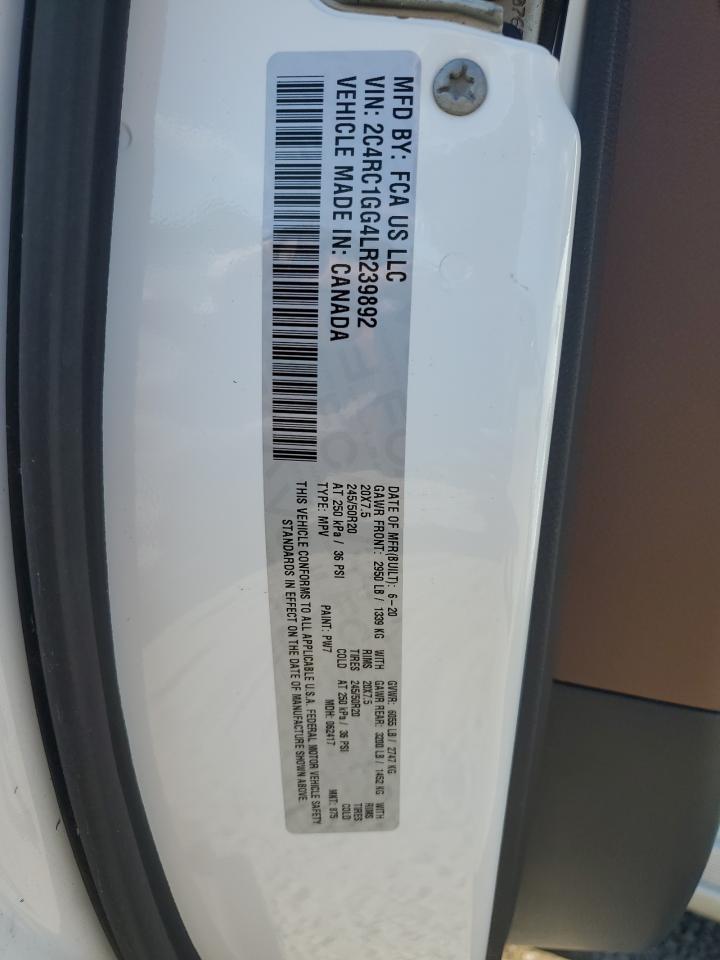 MFD BY: FCA US LLC
VIN: 2C4RC1GG4LR239892
VEHICLE MADE IN: CANADA
DATE OF MFR(BUILT): 6-20 GVWR: 6055 LB / 2747 KG
GAWR FRONT: 2950 LB / 1339 KG WITH GAWR REAR: 3200 LB / 1452 KG WITH
20X7.5 RIMS 20X7.5 RIMS
245/50R20 TIRES 245/50R20 TIRES
AT 250 kPa / 36 PSI COLD AT 250 kPa / 36 PSI COLD
TYPE: MPV PAINT: PW7 MDH: 062417 MKT: 875
THIS VEHICLE CONFORMS TO ALL APPLICABLE U.S.A. FEDERAL MOTOR VEHICLE SAFETY
STANDARDS IN EFFECT ON THE DATE OF MANUFACTURE SHOWN ABOVE.